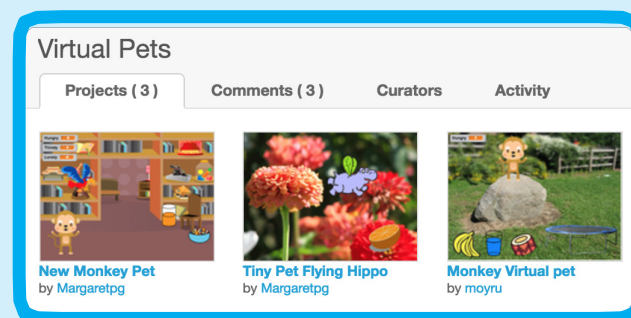 Virtual Pets
Projects ( 3 )
Comments ( 3 )
Curators
Activity
New Monkey Pet
by Margaretpg
Tiny Pet Flying Hippo
by Margaretpg
Monkey Virtual pet
by moyru